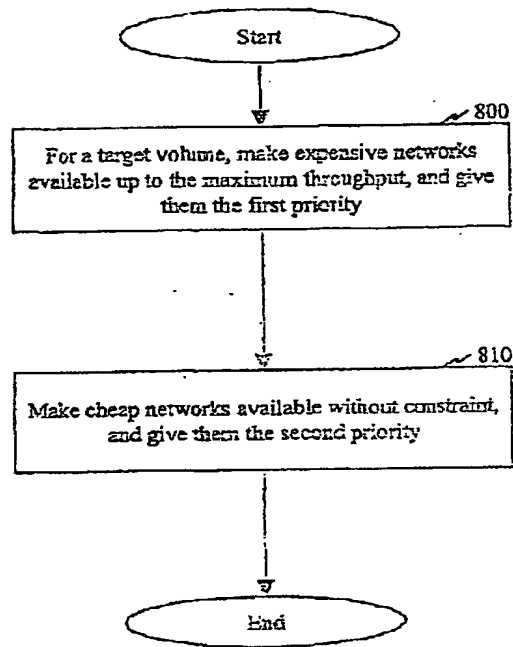 Start
800
For a target volume, make expensive networks
available up to the maximum throughput, and give
them the first priority
810
Make cheap networks available without constraint,
and give them the second priority
End